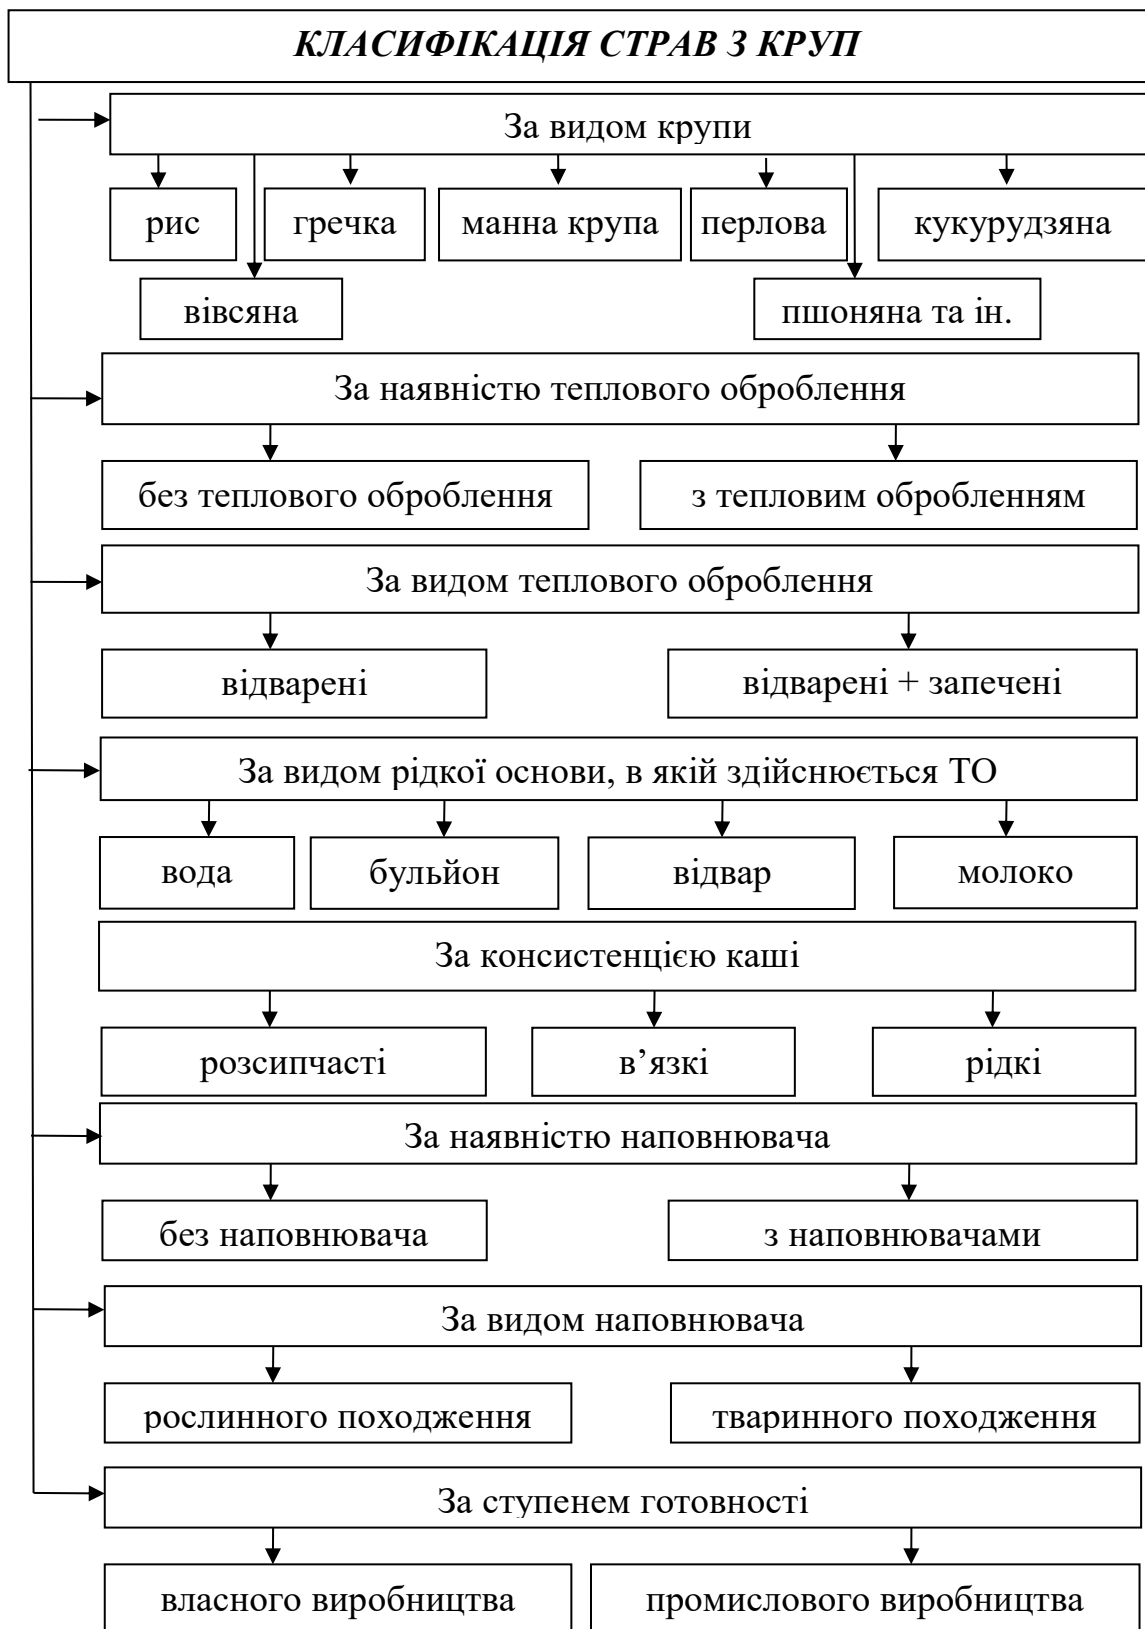 КЛАСИФІКАЦІЯ СТРАВ З КРУП
За видом крупи
рис
гречка
манна крупа
перлова
кукурудзяна
вівсяна
пшоняна та ін.
За наявністю теплового оброблення
без теплового оброблення
з тепловим обробленням
За видом теплового оброблення
відварені
відварені + запечені
За видом рідкої основи, в якій здійснюється ТО
вода
бульйон
відвар
молоко
За консистенцією каші
розсипчасті
в’язкі
рідкі
За наявністю наповнювача
без наповнювача
з наповнювачами
За видом наповнювача
рослинного походження
тваринного походження
За ступенем готовності
власного виробництва
промислового виробництва